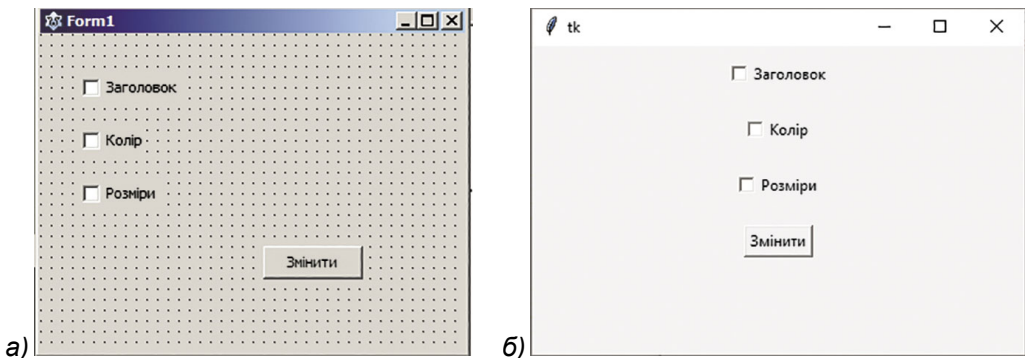 Form1
Заголовок
Колір
Розміри
Змінити
а)
tk
Заголовок
Колір
Розміри
Змінити
б)